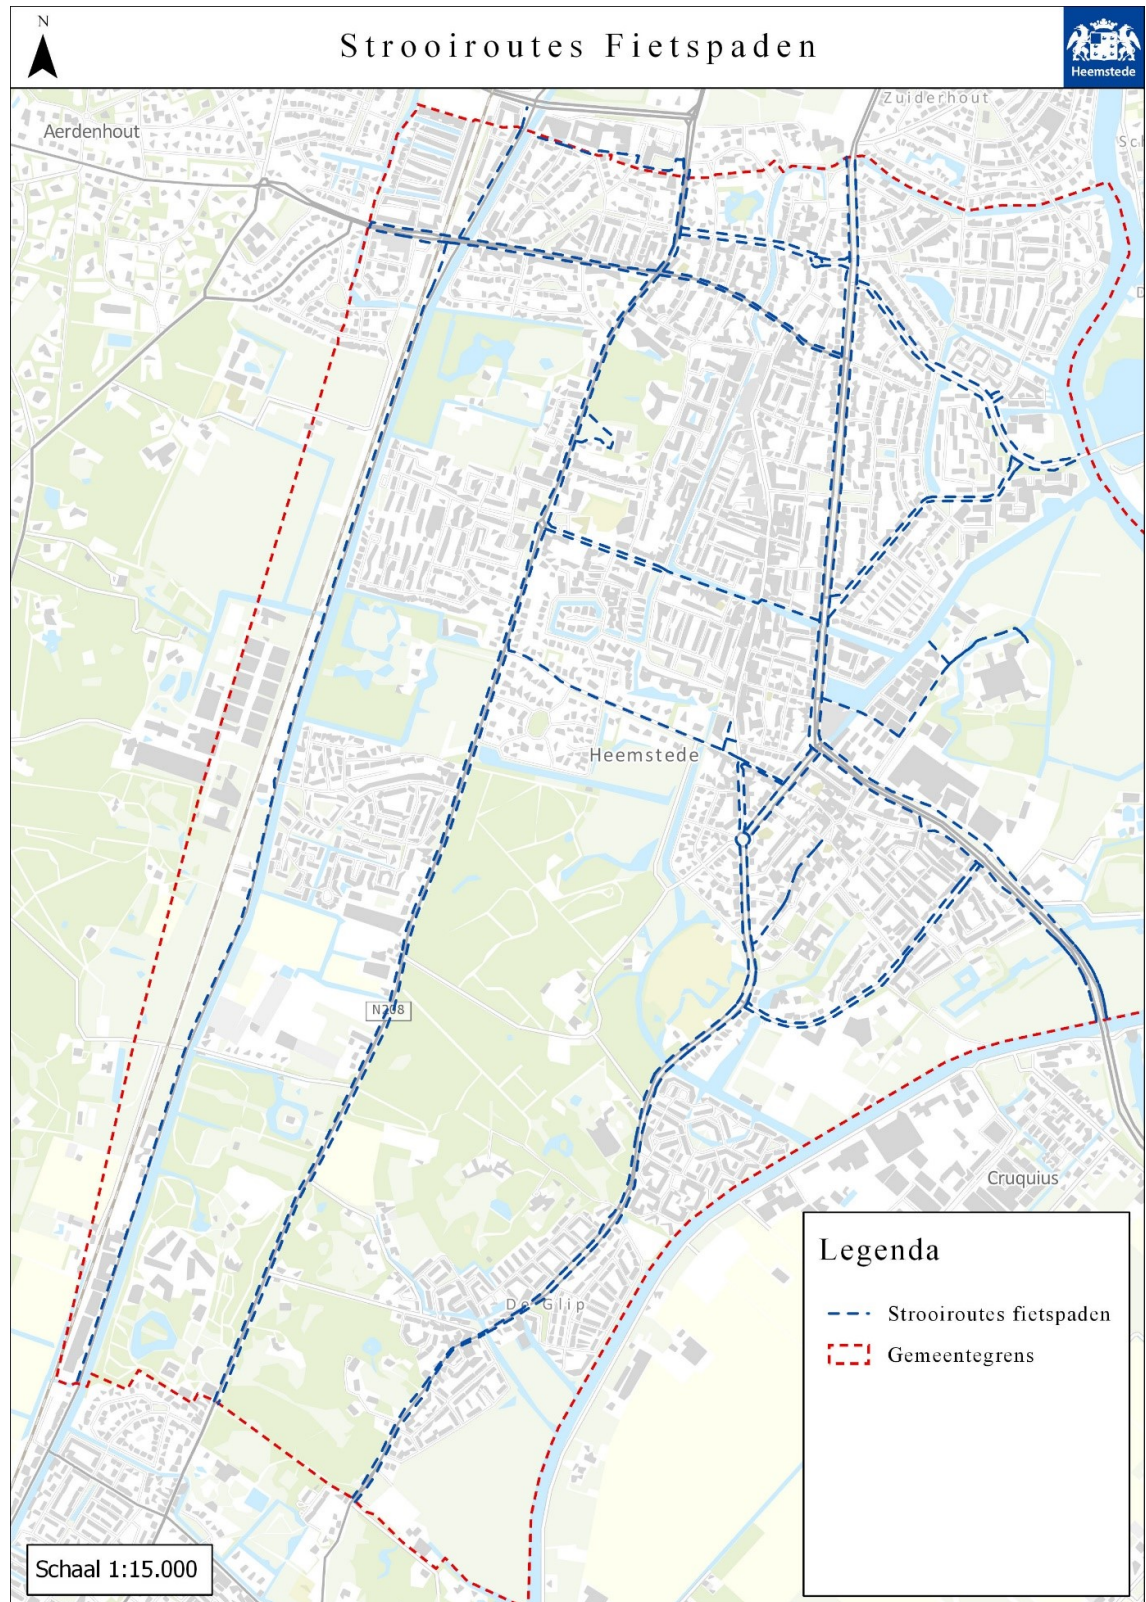 N
Strooiroutes Fietspaden
Heemstede
Zuiderhout
Aerdenhout
Heemstede
N208
Cruquius
De Glip
Legenda
Strooiroutes fietspaden
Gemeentegrens
Schaal 1:15.000